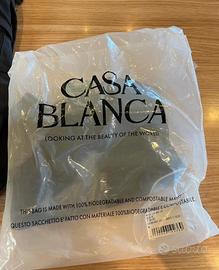 CASA
BLANCA
LOOKING AT THE BEAUTY OF THE WORLD
THIS BAG IS MADE WITH 100% BIODEGRADABLE AND COMPOSTABLE
QUESTO SACCHETTO E' FATTO CON MATERIALE 100% BIODEGRADABILE E COMPOSTABILE